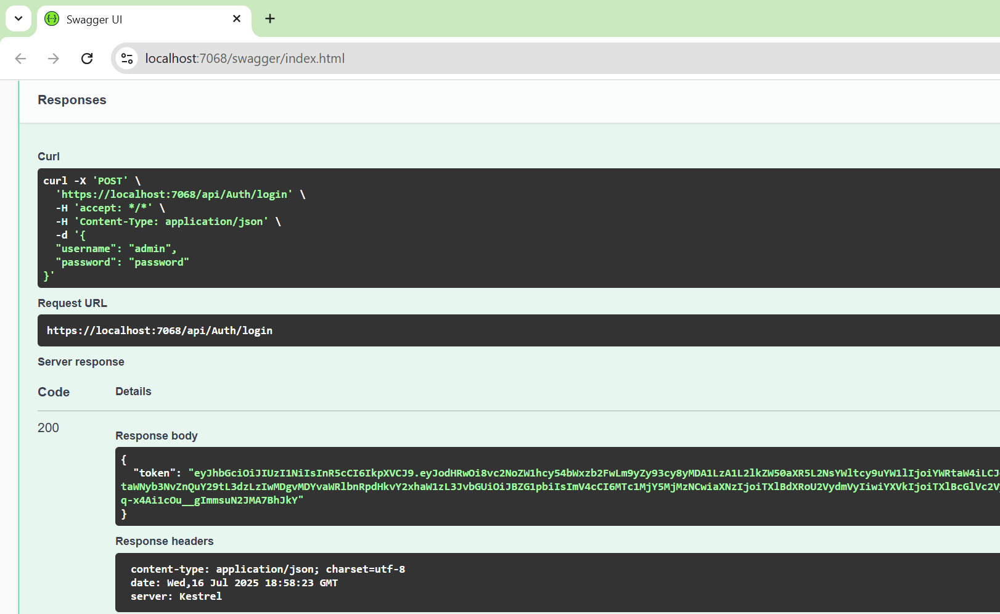 Swagger UI
localhost:7068/swagger/index.html
Responses
Curl
curl -X 'POST' \
  'https://localhost:7068/api/Auth/login' \
  -H 'accept: */*' \
  -H 'Content-Type: application/json' \
  -d '{
  "username": "admin",
  "password": "password"
}'
Request URL
https://localhost:7068/api/Auth/login
Server response
Code Details
200
Response body
{
  "token": "eyJhbGciOiJIUzI1NiIsInR5cCI6IkpXVCJ9.eyJodHRwOi8vc2NoZW1hcy54bWxzb2FwLm9yZy93cy8yMDA1LzA1L2lkZW50aXR5L2NsYWltcy9uYW1lIjoiYWRtaW4iLCJ
taWNyb3NvZnQuY29tL3dzLzIwMDgvMDYvaWRlbnRpdHkvY2xhaW1zL3JvbGUiOiJBZG1pbiIsImV4cCI6MTc1MjY5MjMzNCwiaXNzIjoiTXlBdXRoU2VydmVyIiwiYXVkIjoiTXlBcGlVc2V
q-x4Ai1cOu__gImmsuN2JMA7BhJkY"
}
Response headers
content-type: application/json; charset=utf-8
date: Wed,16 Jul 2025 18:58:23 GMT
server: Kestrel